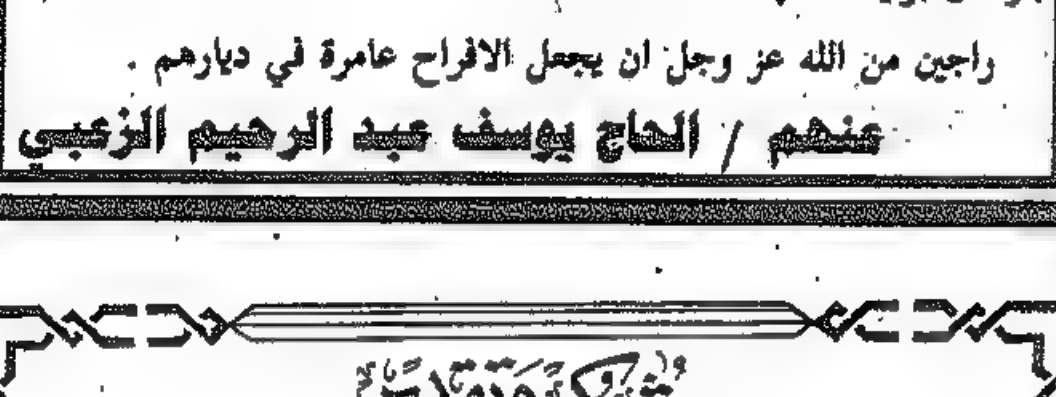 راجين من الله عز وجل ان يجعل الافراح عامرة في ديارهم .
عنهم / الحاج يوسف عبد الرحيم الزعبي